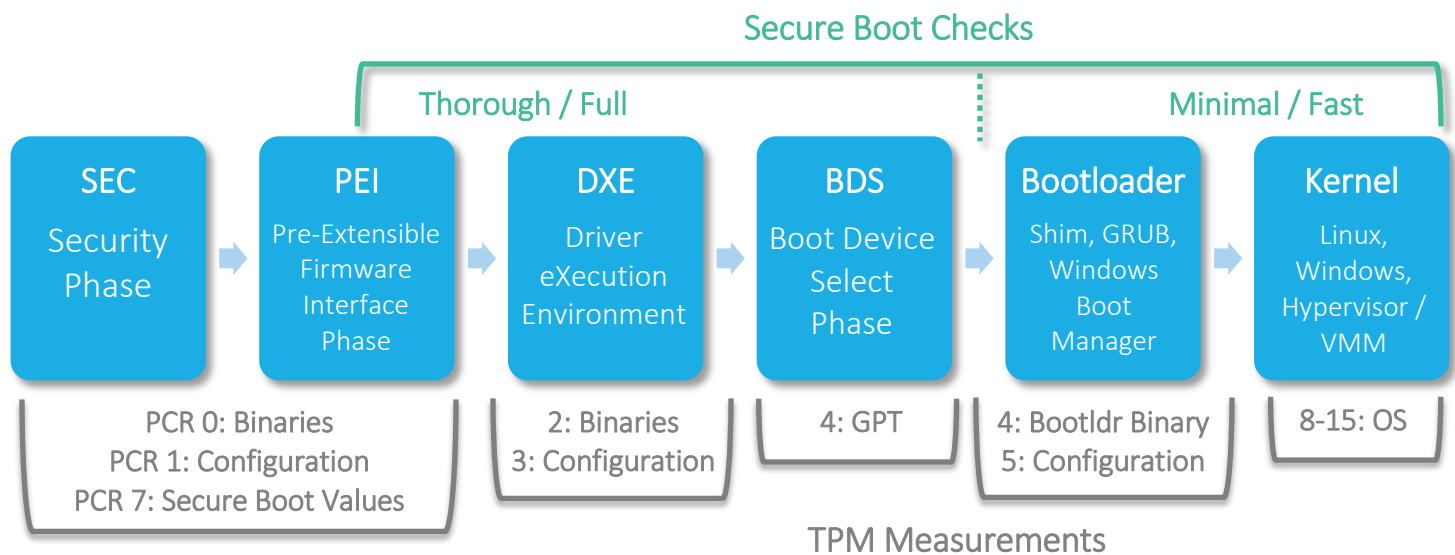 Secure Boot Checks
Thorough / Full
Minimal / Fast
SEC
Security
Phase
PEI
Pre-Extensible
Firmware
Interface
Phase
DXE
Driver
eXecution
Environment
BDS
Boot Device
Select
Phase
Bootloader
Shim, GRUB,
Windows
Boot
Manager
Kernel
Linux,
Windows,
Hypervisor /
VMM
PCR 0: Binaries
PCR 1: Configuration
PCR 7: Secure Boot Values
2: Binaries
3: Configuration
4: GPT
4: Bootldr Binary
5: Configuration
8-15: OS
TPM Measurements